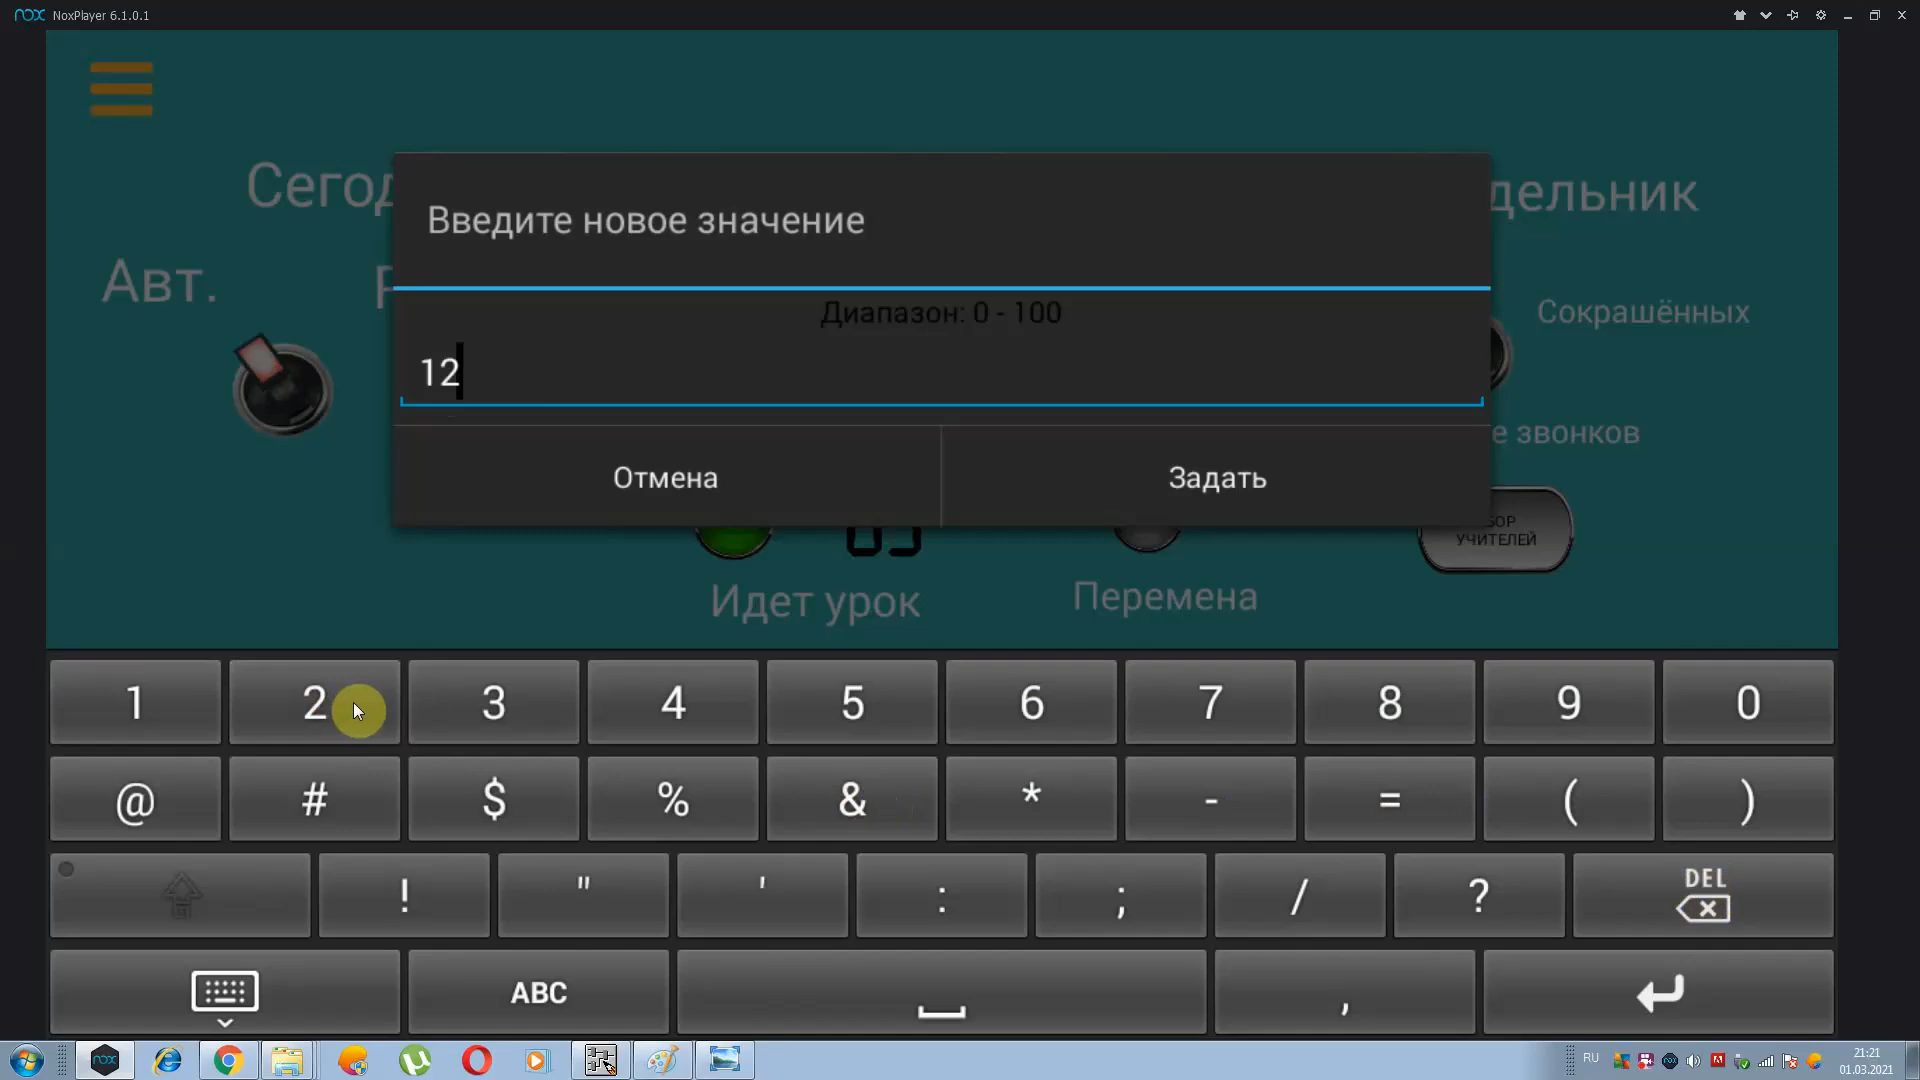 NoxPlayer 6.1.0.1
Сегод
дельник
Введите новое значение
Авт.
Диапазон: 0 - 100
Сокрашённых
12
е звонков
Отмена
Задать
УЧИТЕЛЕЙ
Идет урок
Перемена
1 2 3 4 5 6 7 8 9 0
@ # $ % & * - = ( )
! " ' : ; / ? DEL
ABC ,
RU
21:21
01.03.2021